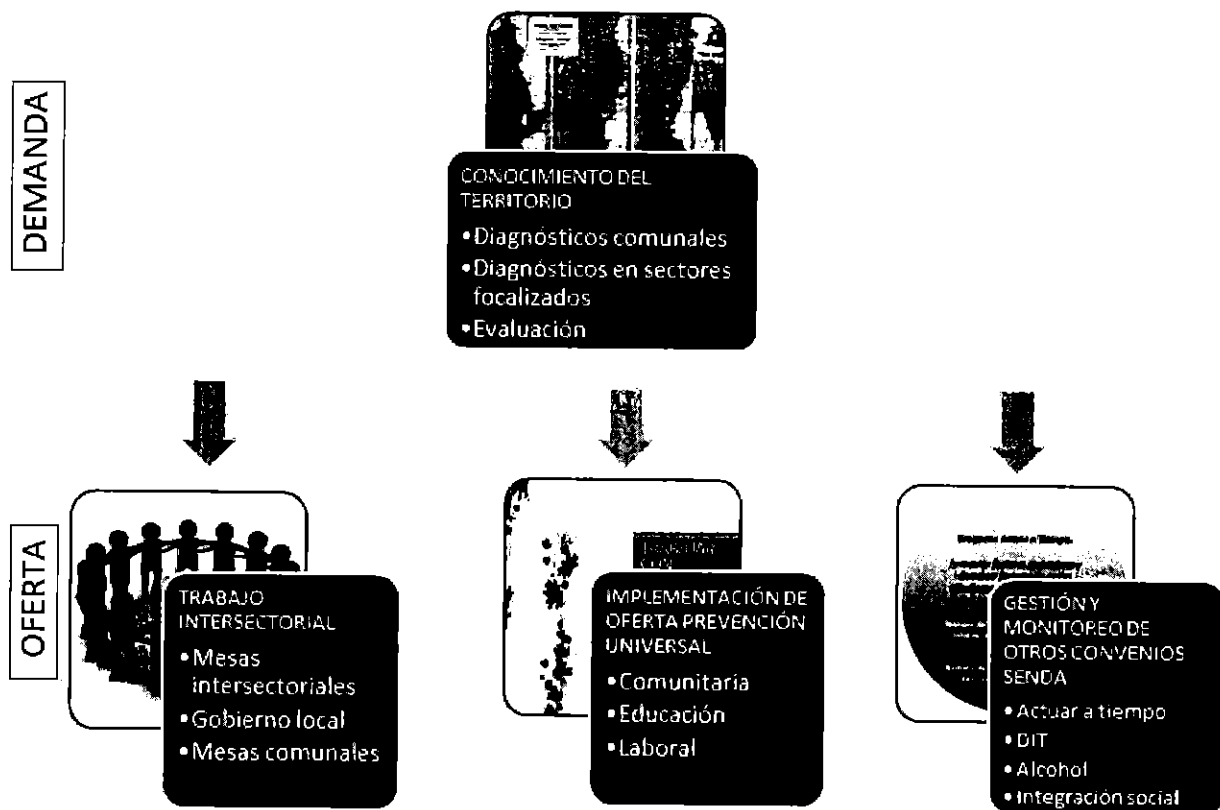 DEMANDA
CONOCIMIENTO DEL
TERRITORIO
•Diagnósticos comunales
•Diagnósticos en sectores
focalizados
•Evaluación
OFERTA
TRABAJO
INTERSECTORIAL
•Mesas
intersectoriales
•Gobierno local
•Mesas comunales
IMPLEMENTACIÓN DE
OFERTA PREVENCIÓN
UNIVERSAL
•Comunitaria
•Educación
•Laboral
GESTIÓN Y
MONITOREO DE
OTROS CONVENIOS
SENDA
•Actuar a tiempo
•DIT
•Alcohol
•Integración social